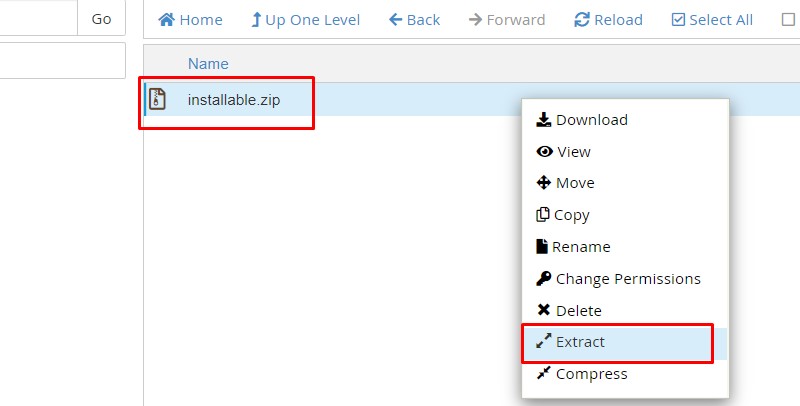 Go
Home Up One Level Back Forward Reload Select All
Name
installable.zip
Download
View
Move
Copy
Rename
Change Permissions
Delete
Extract
Compress